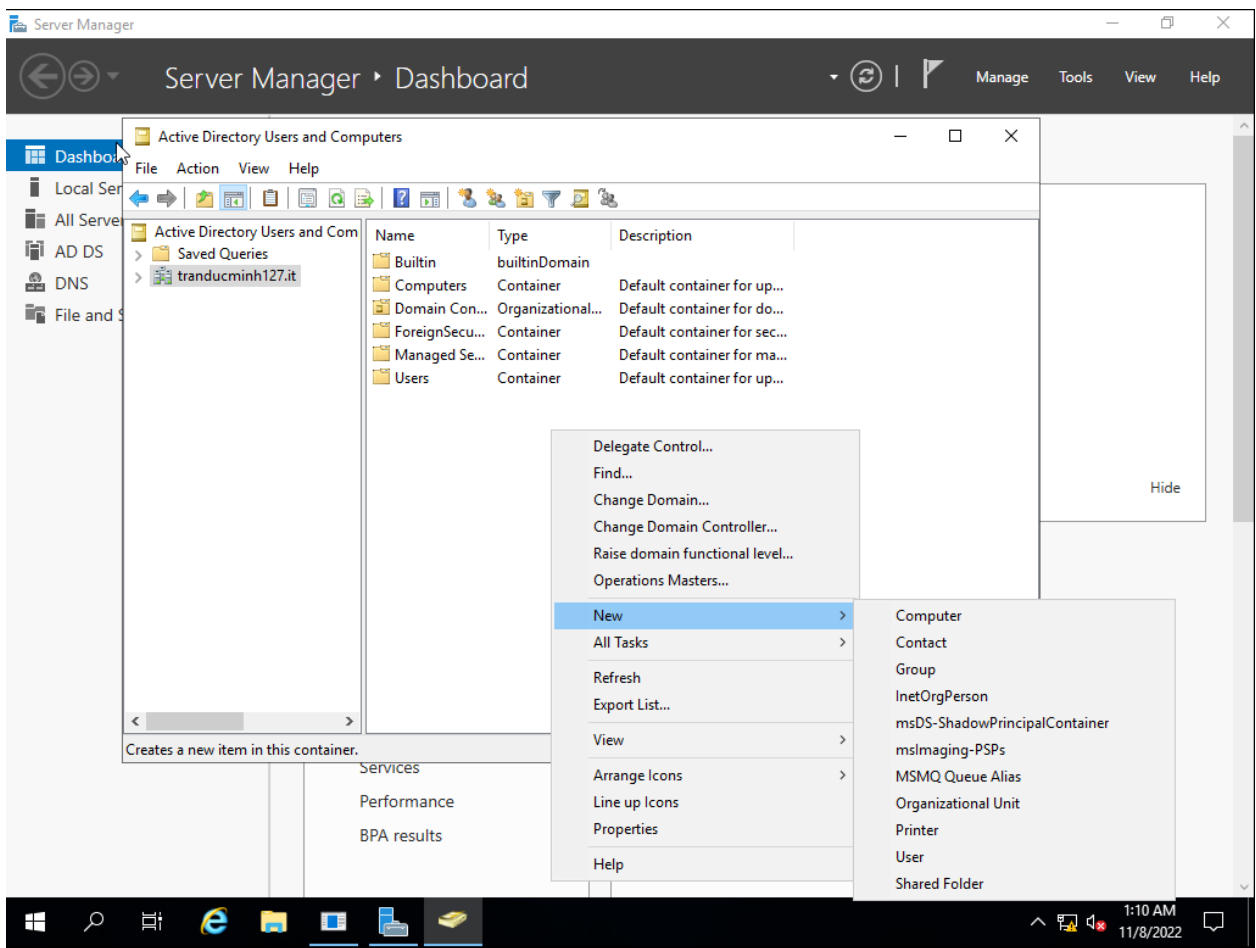 Server Manager
Server Manager • Dashboard
Manage Tools View Help
Dashboa
Local Ser
All Server
AD DS
DNS
File and S
Active Directory Users and Computers
File Action View Help
Active Directory Users and Com
Saved Queries
tranducminh127.it
Name Type Description
Builtin builtinDomain
Computers Container Default container for up...
Domain Con... Organizational... Default container for do...
ForeignSecu... Container Default container for sec...
Managed Se... Container Default container for ma...
Users Container Default container for up...
Creates a new item in this container.
Hide
Services
Performance
BPA results
Delegate Control...
Find...
Change Domain...
Change Domain Controller...
Raise domain functional level...
Operations Masters...
New
All Tasks
Refresh
Export List...
View
Arrange Icons
Line up Icons
Properties
Help
Computer
Contact
Group
InetOrgPerson
msDS-ShadowPrincipalContainer
msImaging-PSPs
MSMQ Queue Alias
Organizational Unit
Printer
User
Shared Folder
1:10 AM
11/8/2022